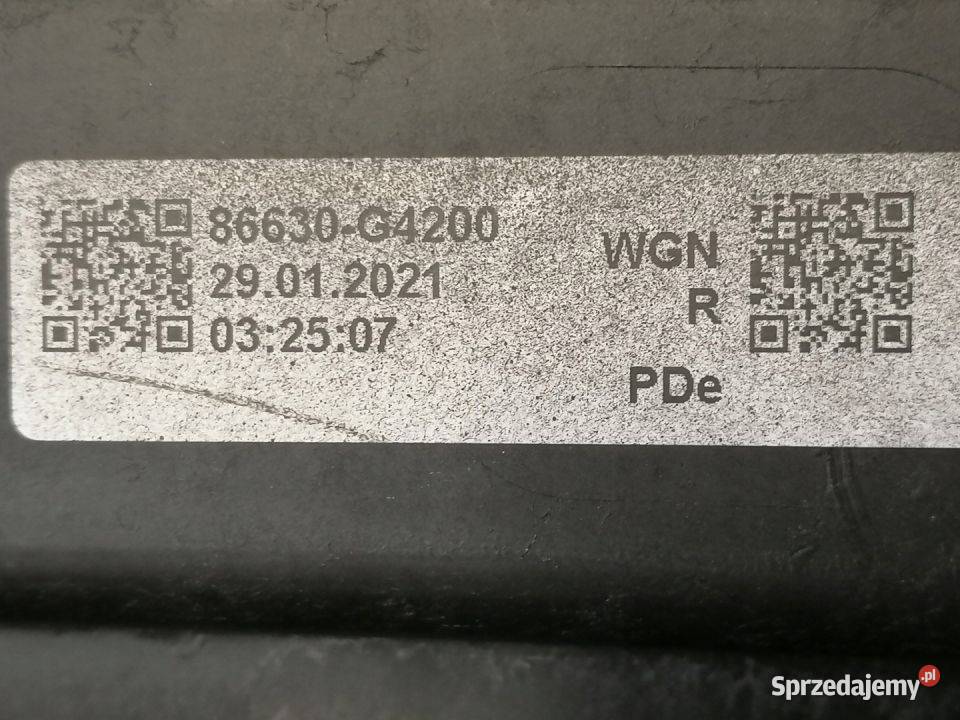 86630-G4200
29.01.2021
03:25:07
WGN
R
PDe
Sprzedajemy.pl